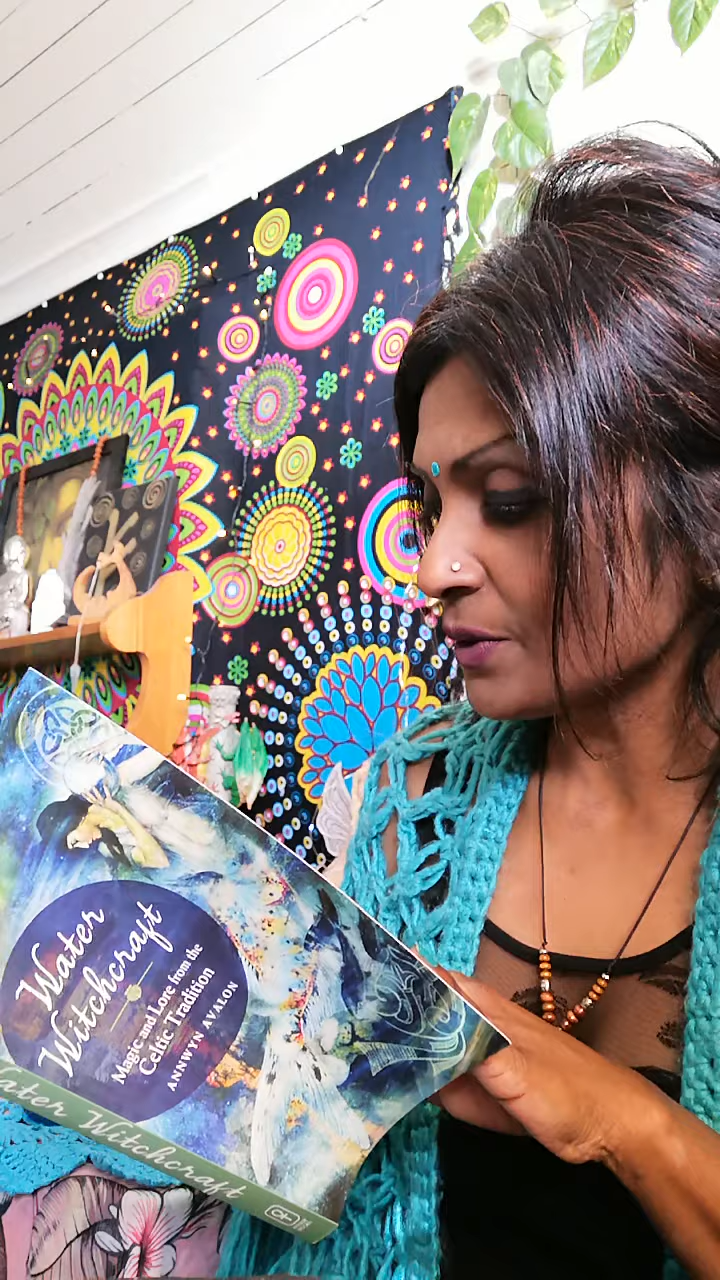 Water
Witchcraft
Magic and Lore from the
Celtic Tradition
ANNWYN AVALON
Water Witchcraft